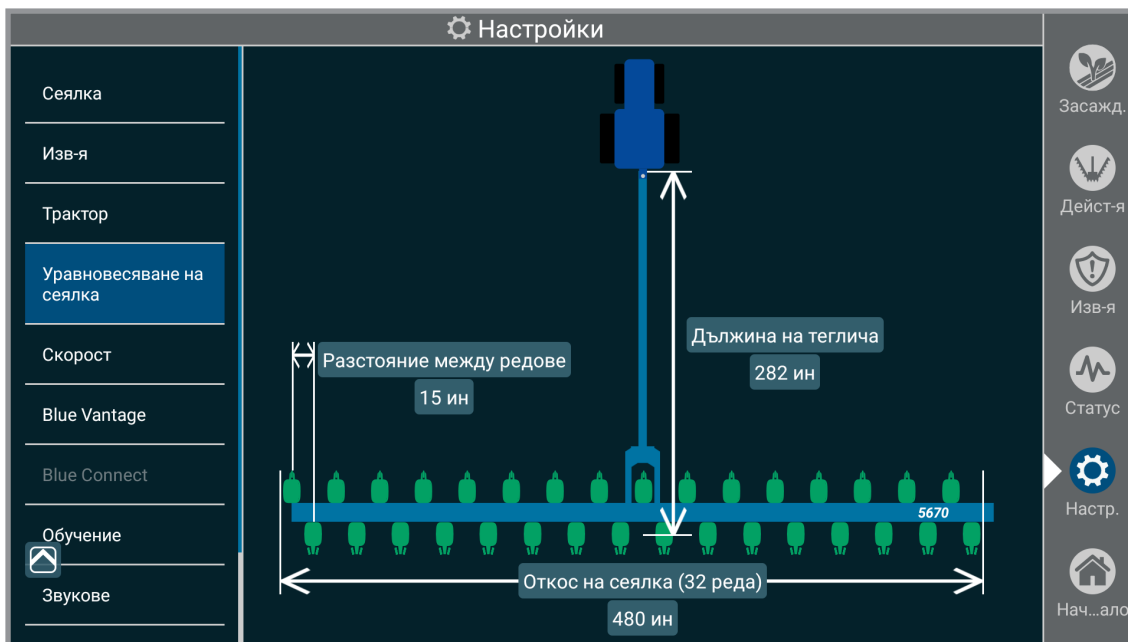 Настройки
Сеялка
Изв-я
Трактор
Уравновесяване на
сеялка
Скорост
Blue Vantage
Blue Connect
Обучение
Звукове
Дължина на теглича
282 ин
Разстояние между редове
15 ин
5670
Откос на сеялка (32 реда)
480 ин
Засажд.
Дейст-я
Изв-я
Статус
Настр.
Нач...ало